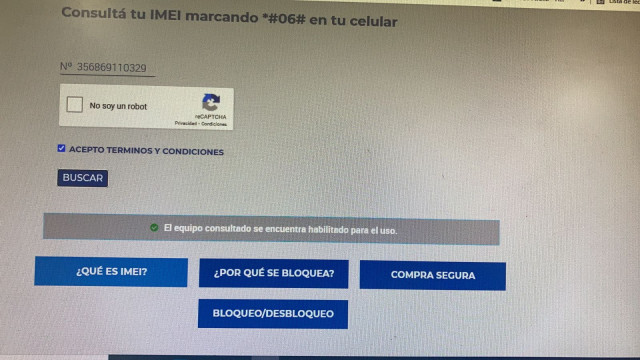 Consultá tu IMEI marcando *#06# en tu celular
Nº 356869110329
No soy un robot
reCAPTCHA
Privacidad - Condiciones
ACEPTO TERMINOS Y CONDICIONES
BUSCAR
El equipo consultado se encuentra habilitado para el uso.
¿QUÉ ES IMEI?
¿POR QUÉ SE BLOQUEA?
COMPRA SEGURA
BLOQUEO/DESBLOQUEO